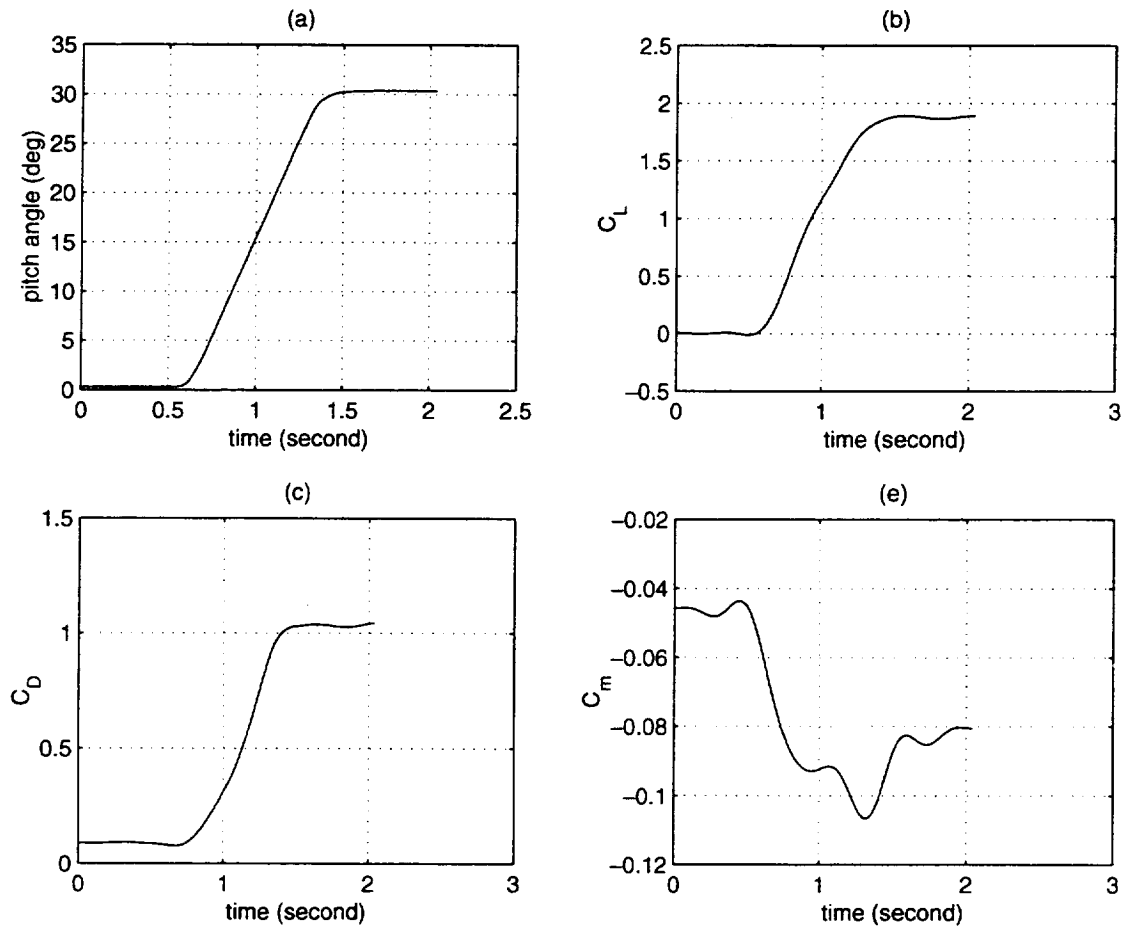 (a)
35
30
25
20
15
10
5
0
pitch angle (deg)
0 0.5 1 1.5 2 2.5
time (second)
(b)
2.5
2
1.5
1
0.5
0
−0.5
C_L
0 1 2 3
time (second)
(c)
1.5
1
0.5
0
C_D
0 1 2 3
time (second)
(e)
−0.02
−0.04
−0.06
−0.08
−0.1
−0.12
C_m
0 1 2 3
time (second)